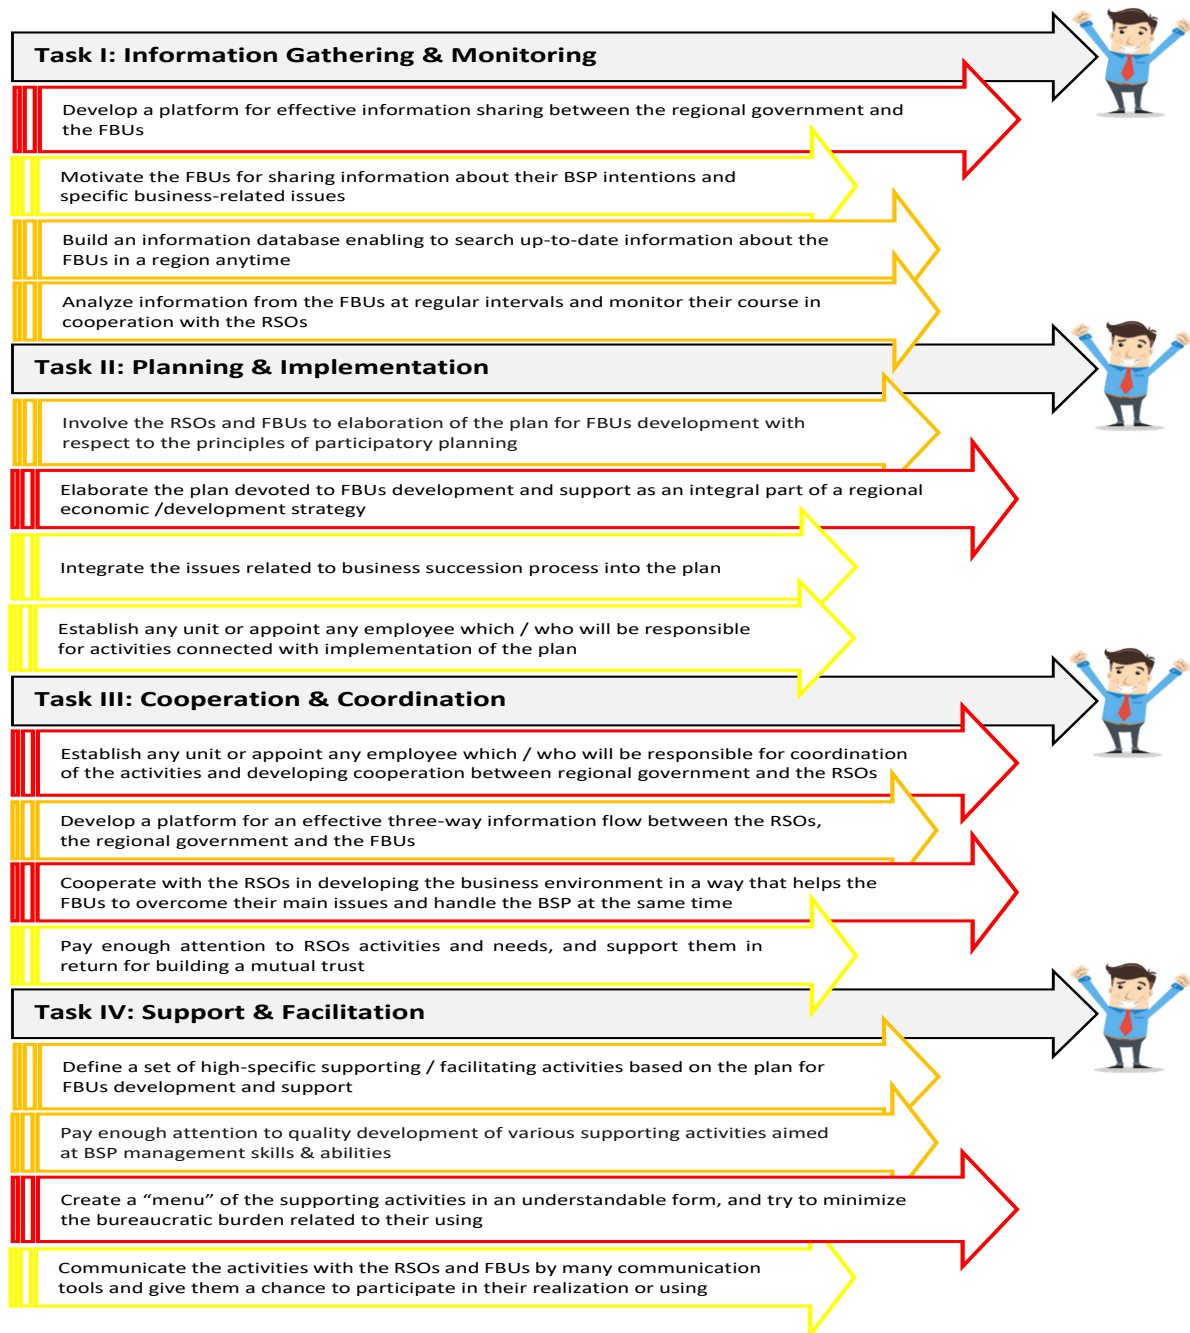 Task I: Information Gathering & Monitoring
Develop a platform for effective information sharing between the regional government and
the FBUs
Motivate the FBUs for sharing information about their BSP intentions and
specific business-related issues
Build an information database enabling to search up-to-date information about the
FBUs in a region anytime
Analyze information from the FBUs at regular intervals and monitor their course in
cooperation with the RSOs
Task II: Planning & Implementation
Involve the RSOs and FBUs to elaboration of the plan for FBUs development with
respect to the principles of participatory planning
Elaborate the plan devoted to FBUs development and support as an integral part of a regional
economic /development strategy
Integrate the issues related to business succession process into the plan
Establish any unit or appoint any employee which / who will be responsible
for activities connected with implementation of the plan
Task III: Cooperation & Coordination
Establish any unit or appoint any employee which / who will be responsible for coordination
of the activities and developing cooperation between regional government and the RSOs
Develop a platform for an effective three-way information flow between the RSOs,
the regional government and the FBUs
Cooperate with the RSOs in developing the business environment in a way that helps the
FBUs to overcome their main issues and handle the BSP at the same time
Pay enough attention to RSOs activities and needs, and support them in
return for building a mutual trust
Task IV: Support & Facilitation
Define a set of high-specific supporting / facilitating activities based on the plan for
FBUs development and support
Pay enough attention to quality development of various supporting activities aimed
at BSP management skills & abilities
Create a “menu” of the supporting activities in an understandable form, and try to minimize
the bureaucratic burden related to their using
Communicate the activities with the RSOs and FBUs by many communication
tools and give them a chance to participate in their realization or using